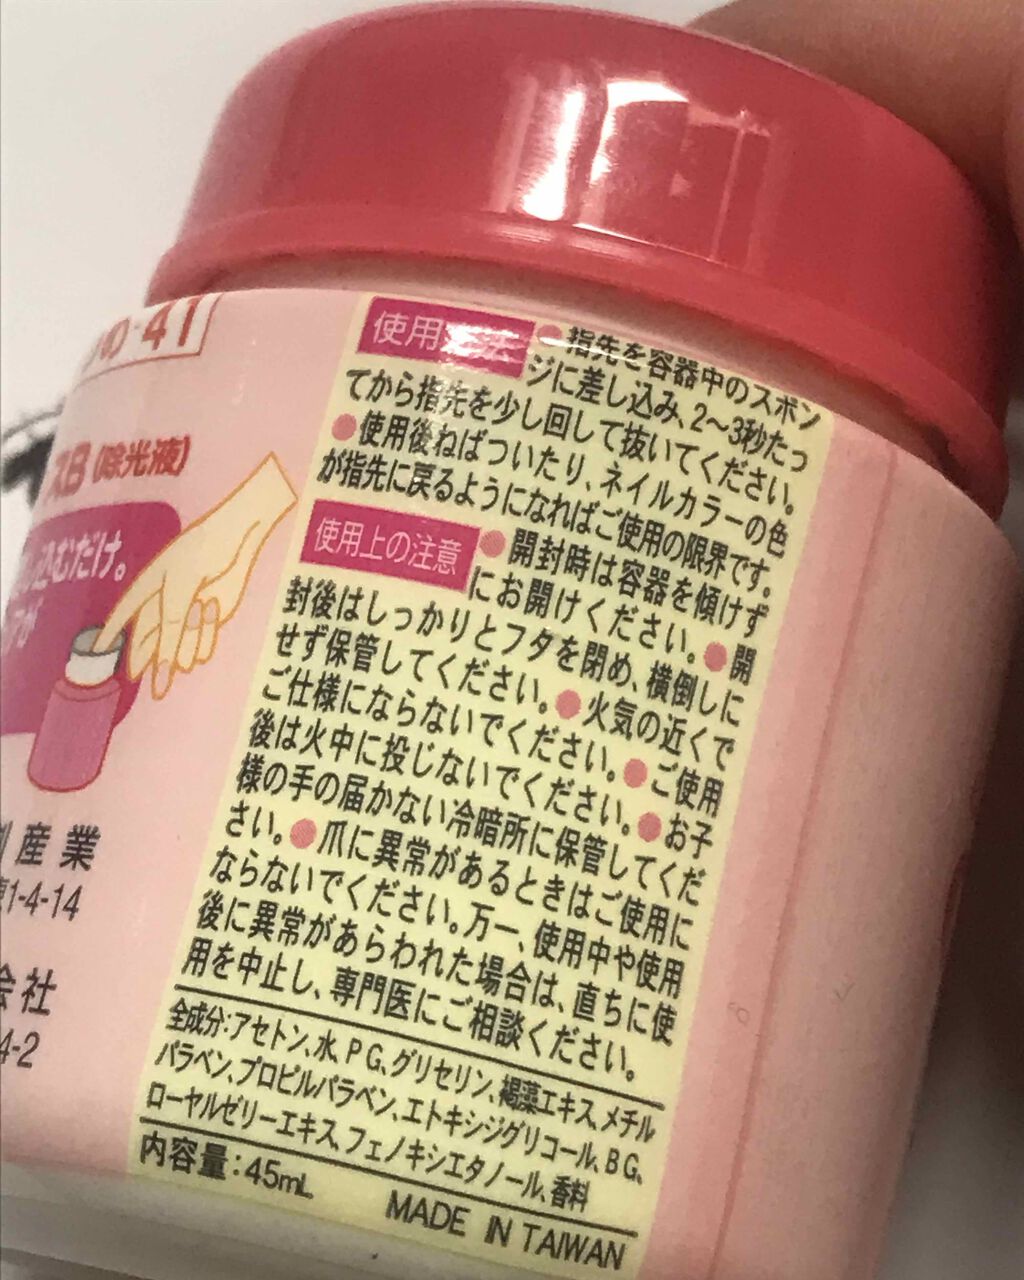 41
(除光液)
込むだけ。
産業
1-4-14
会社
4-2
使用方法 ●指先を容器中のスポン
ジに差し込み、2〜3秒たっ
てから指先を少し回して抜いてください。
●使用後ねばついたり、ネイルカラーの色
が指先に戻るようになればご使用の限界です。
使用上の注意 ●開封時は容器を傾けず
にお開けください。●開
封後はしっかりとフタを閉め、横倒しに
せず保管してください。●火気の近くで
ご仕様にならないでください。●ご使用
後は火中に投じないでください。●お子
様の手の届かない冷暗所に保管してくだ
さい。●爪に異常があるときはご使用に
ならないでください。万一、使用中や使用
後に異常があらわれた場合は、直ちに使
用を中止し、専門医にご相談ください。
全成分:アセトン、水、PG、グリセリン、褐藻エキス、メチル
パラベン、プロピルパラベン、エトキシジグリコール、BG、
ローヤルゼリーエキス、フェノキシエタノール、香料
内容量:45mL
MADE IN TAIWAN